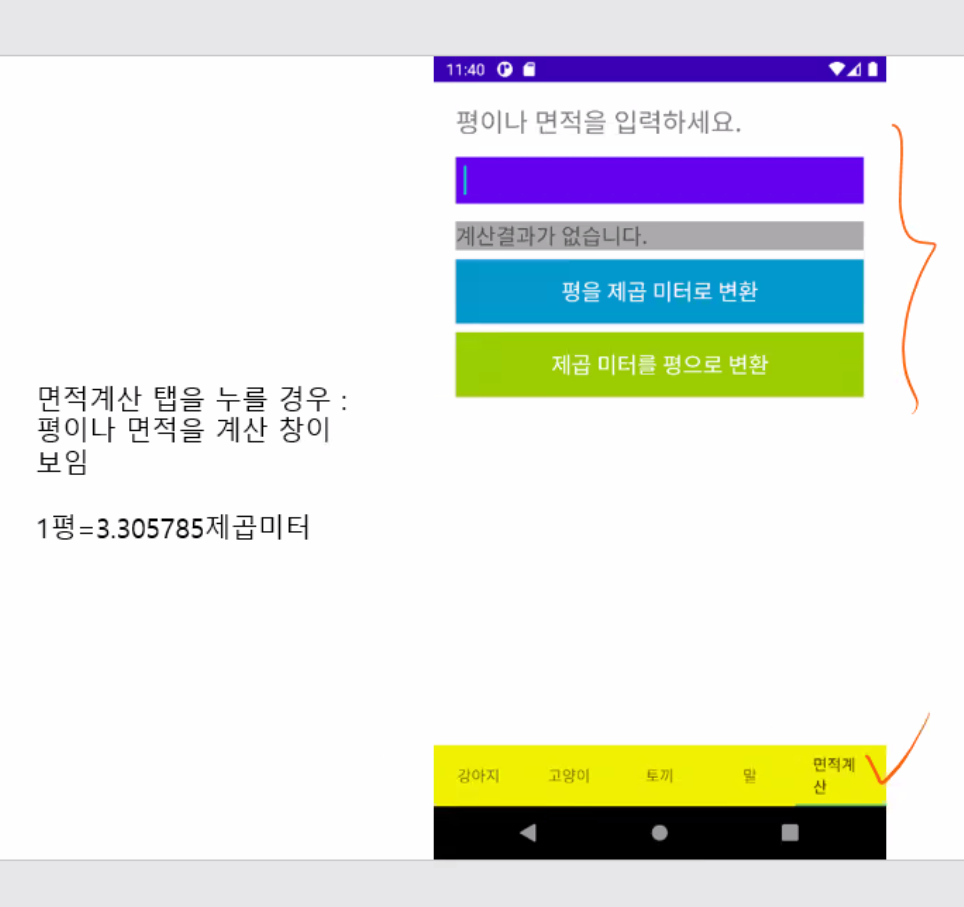 11:40
평이나 면적을 입력하세요.
계산결과가 없습니다.
평을 제곱 미터로 변환
제곱 미터를 평으로 변환
면적계산 탭을 누를 경우 :
평이나 면적을 계산 창이
보임
1평=3.305785제곱미터
강아지
고양이
토끼
말
면적계
산